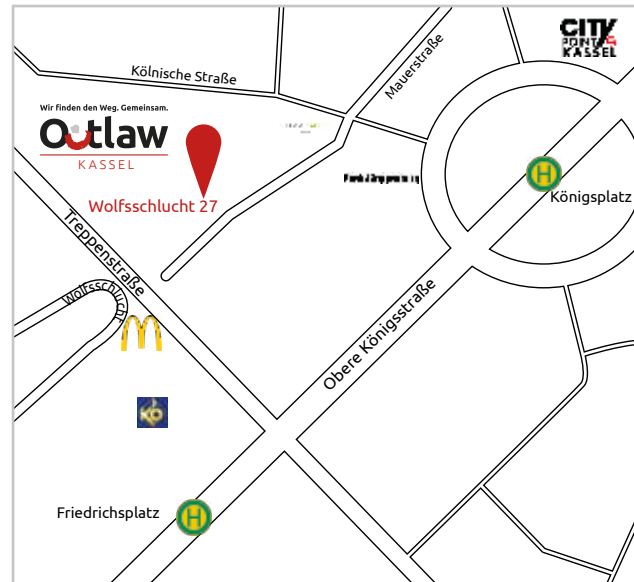 CITY
POINT
KASSEL
Kölnische Straße
Mauerstraße
Wir finden den Weg. Gemeinsam.
Outlaw
KASSEL
Wolfsschlucht 27
H
Königsplatz
Treppenstraße
Wolfsschlucht
Obere Königsstraße
Friedrichsplatz
H